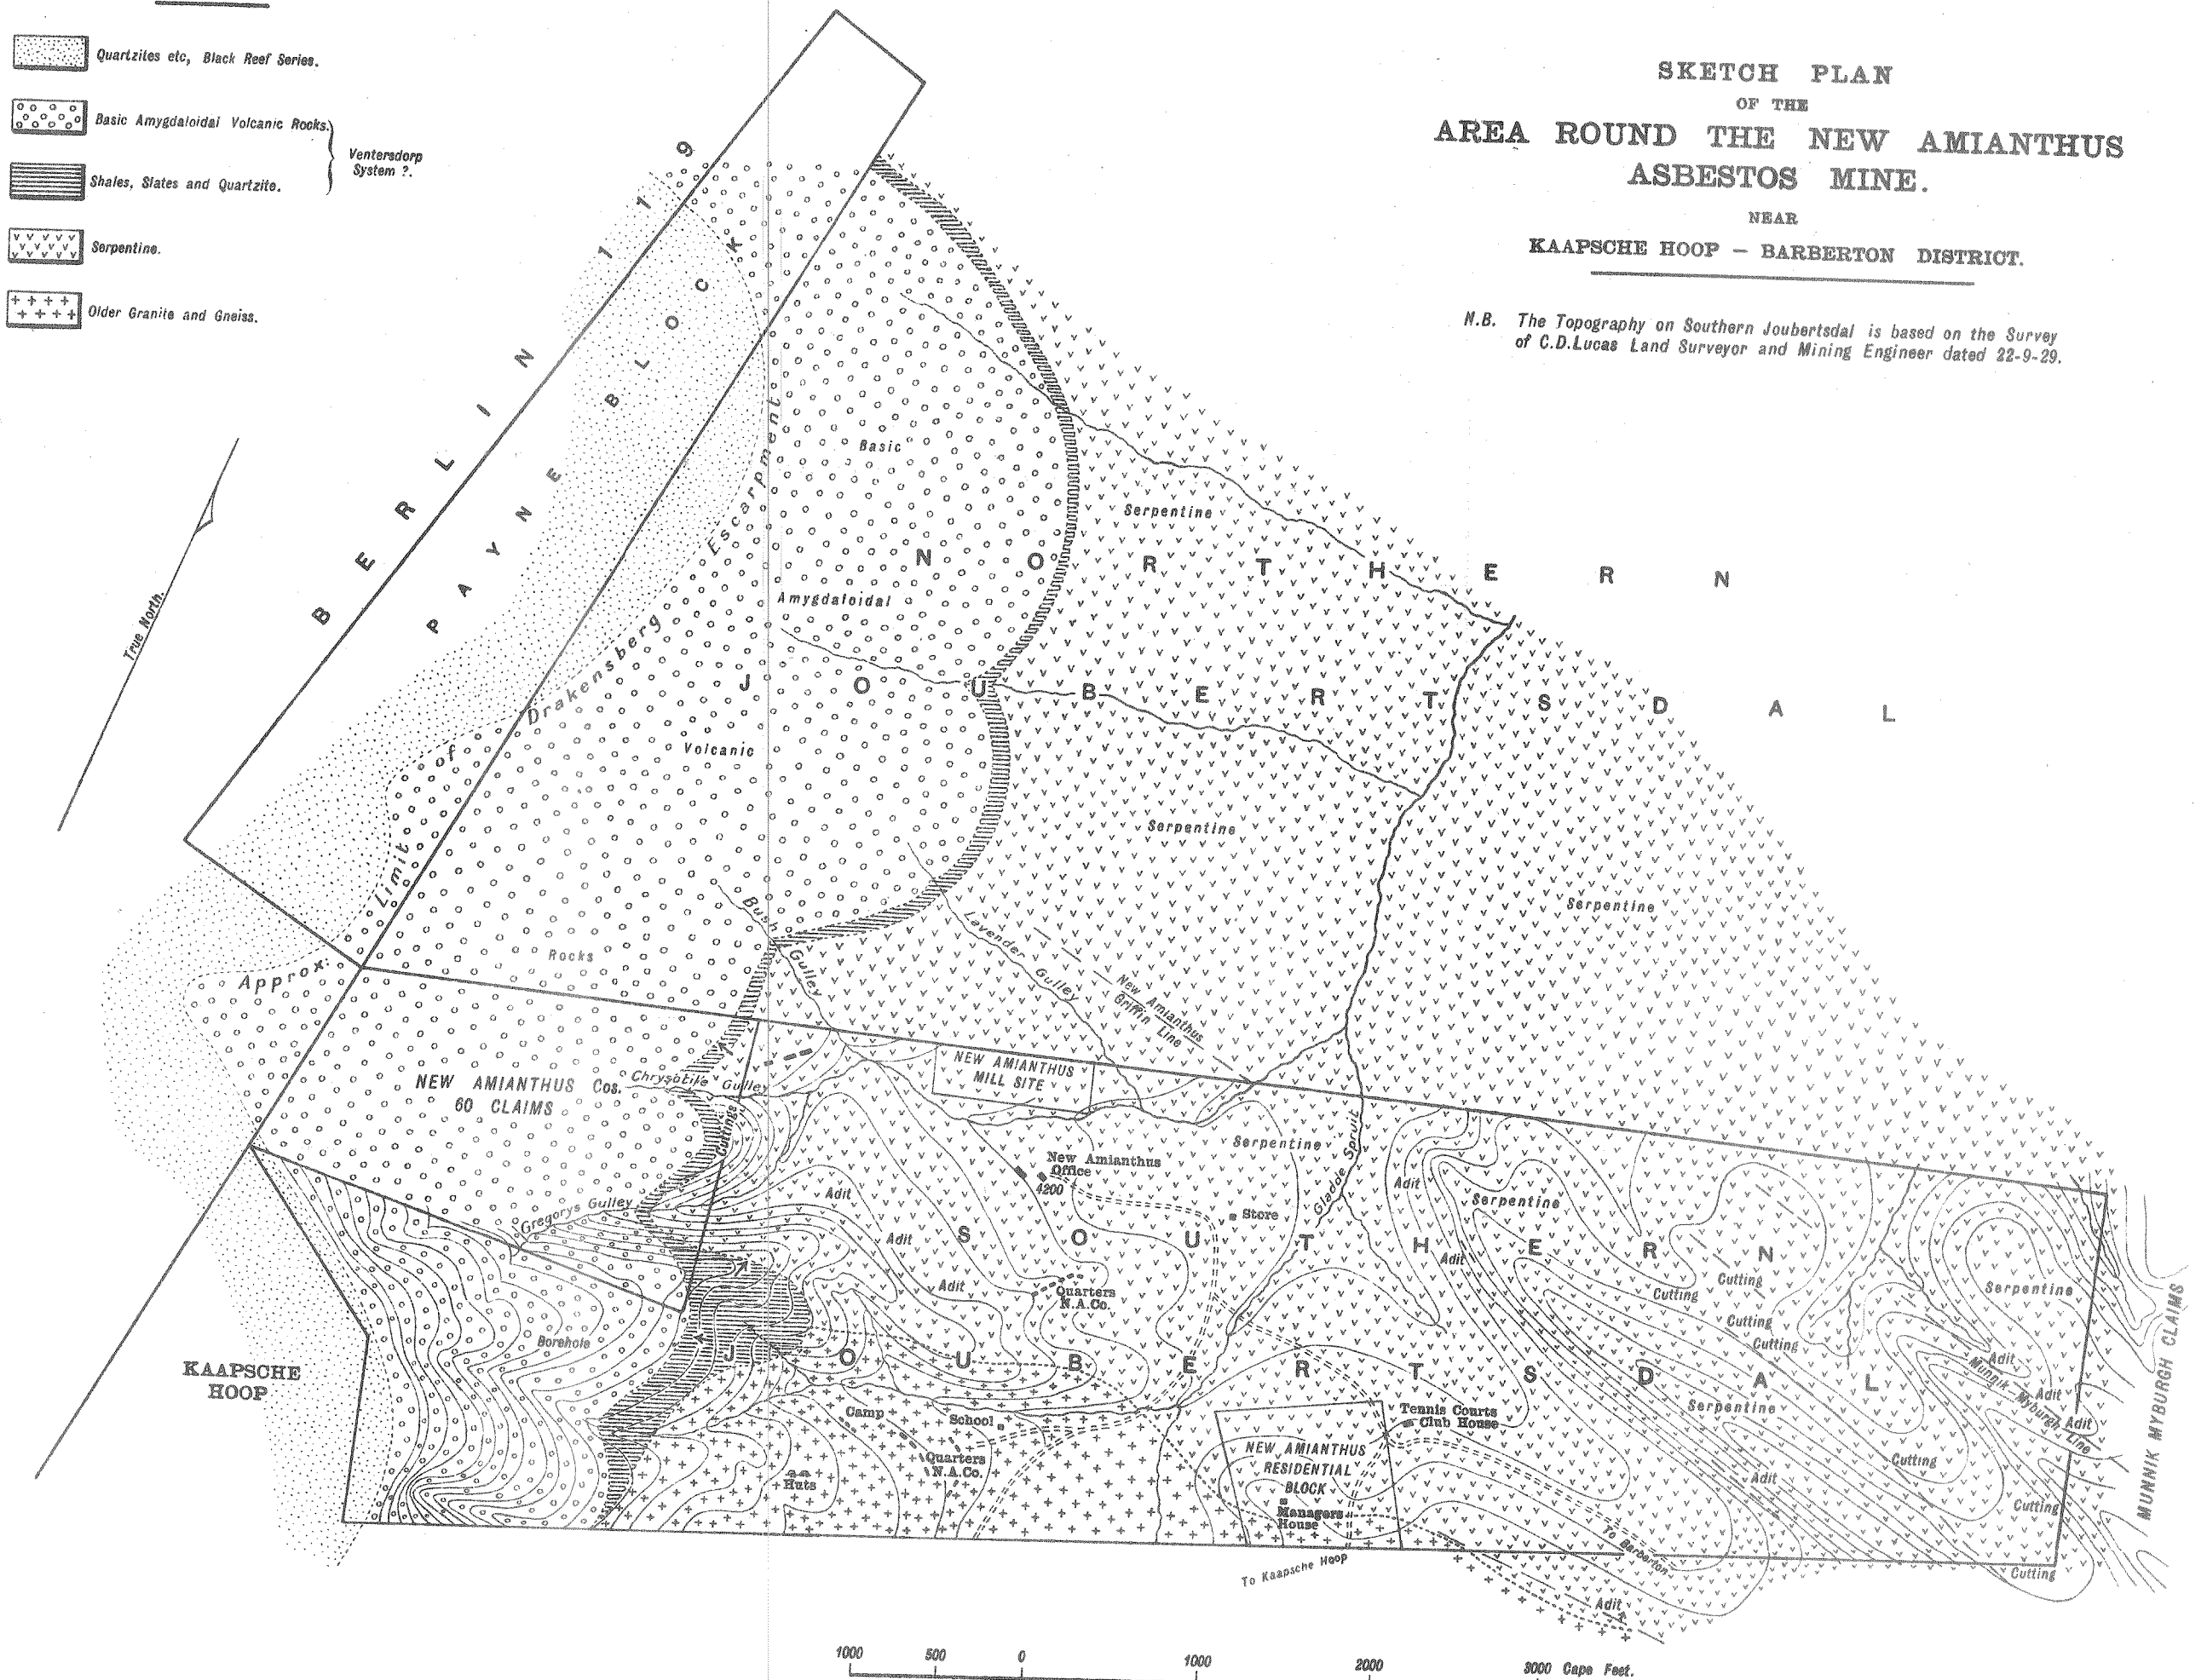 Quartzites etc, Black Reef Series.
Basic Amygdaloidal Volcanic Rocks.
Shales, Slates and Quartzite.
Ventersdorp
System ?.
Serpentine.
Older Granite and Gneiss.
SKETCH PLAN
OF THE
AREA ROUND THE NEW AMIANTHUS
ASBESTOS MINE.
NEAR
KAAPSCHE HOOP – BARBERTON DISTRICT.
N.B. The Topography on Southern Joubertsdal is based on the Survey
of C.D.Lucas Land Surveyor and Mining Engineer dated 22-9-29.
True North.
BERLIN 119
PAYNE BLOCK
Approx. Limit of Drakensberg Escarpment
Basic
Amygdaloidal
Volcanic
Rocks
NORTHERN
JOUBERTSDAL
Serpentine
Serpentine
Serpentine
Bush Gulley
Lavender Gulley
New Amianthus
Griffin Line
NEW AMIANTHUS Cos.
60 CLAIMS
Chrysotile Gulley
Cuttings
NEW AMIANTHUS
MILL SITE
Gregorys Gulley
New Amianthus
Office
4200
Store
Serpentine
Gladde Spruit
Adit
Adit
Adit
Adit
Adit
Serpentine
SOUTHERN
JOUBERTSDAL
Quarters
N.A.Co.
Cutting
Cutting
Cutting
Cutting
Serpentine
Borehole
KAAPSCHE
HOOP
Camp
School
Quarters
N.A.Co.
Huts
Tennis Courts
Club House
NEW AMIANTHUS
RESIDENTIAL
BLOCK
Managers
House
Serpentine
Adit
Adit
Adit
Munnik-Myburgh Line
Adit
Cutting
Cutting
Cutting
MUNNIK MYBURGH CLAIMS
To Kaapsche Hoop
To Barberton
Adit
1000 500 0 1000 2000 3000 Cape Feet.